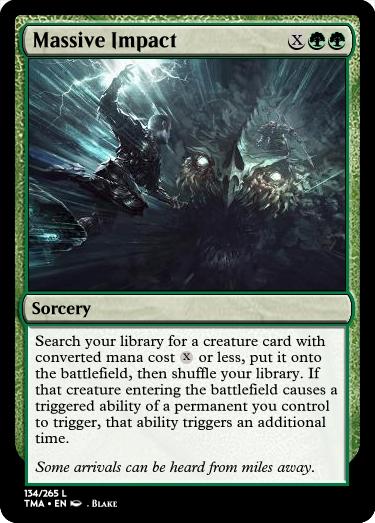 Massive Impact X
Sorcery
Search your library for a creature card with
converted mana cost X or less, put it onto
the battlefield, then shuffle your library. If
that creature entering the battlefield causes a
triggered ability of a permanent you control
to trigger, that ability triggers an additional
time.
Some arrivals can be heard from miles away.
134/265 L
TMA • EN . Blake